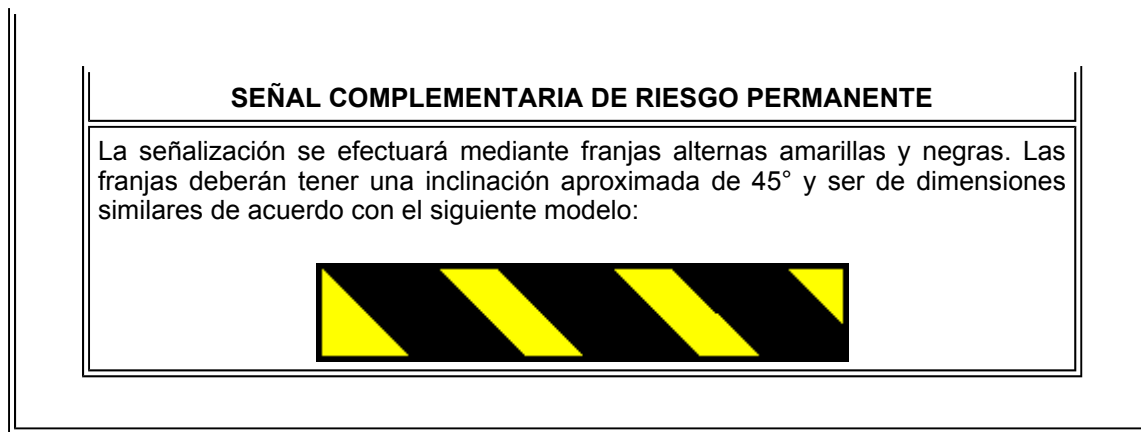 SEÑAL COMPLEMENTARIA DE RIESGO PERMANENTE
La señalización se efectuará mediante franjas alternas amarillas y negras. Las
franjas deberán tener una inclinación aproximada de 45° y ser de dimensiones
similares de acuerdo con el siguiente modelo: